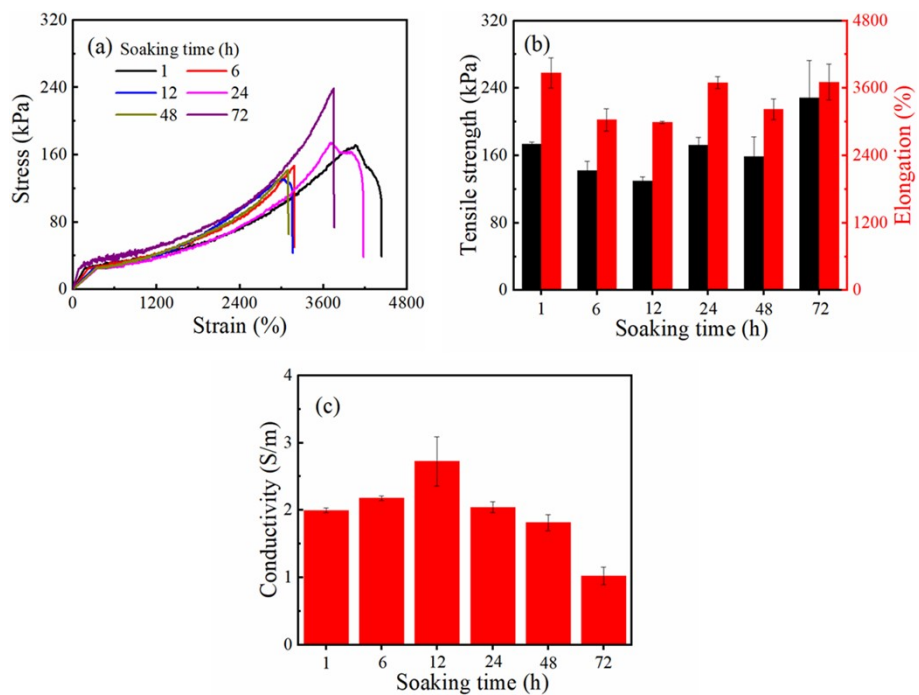 (a) Soaking time (h)
1 6
12 24
48 72
Stress (kPa)
320
240
160
80
0
0 1200 2400 3600 4800
Strain (%)
(b)
Tensile strength (kPa)
320
240
160
80
0
4800
3600
2400
1200
0
Elongation (%)
1 6 12 24 48 72
Soaking time (h)
(c)
Conductivity (S/m)
4
3
2
1
0
1 6 12 24 48 72
Soaking time (h)